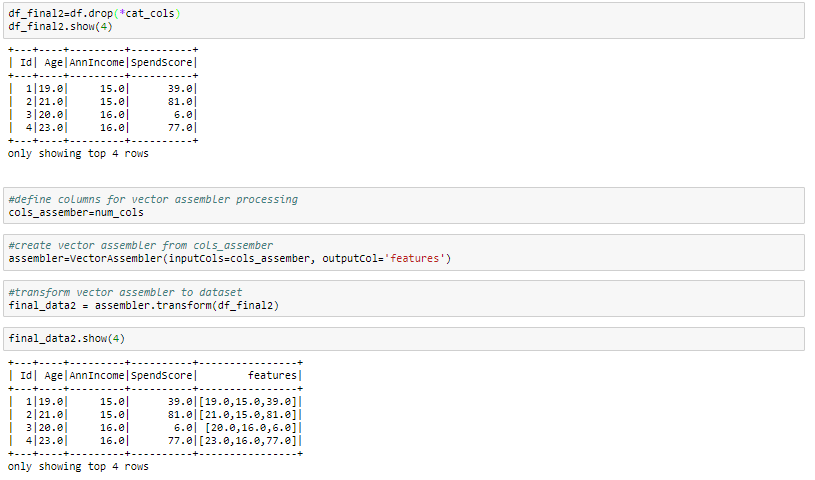 df_final2=df.drop(*cat_cols)
df_final2.show(4)
+---+----+---------+----------+
| Id| Age|AnnIncome|SpendScore|
+---+----+---------+----------+
|  1|19.0|     15.0|      39.0|
|  2|21.0|     15.0|      81.0|
|  3|20.0|     16.0|       6.0|
|  4|23.0|     16.0|      77.0|
+---+----+---------+----------+
only showing top 4 rows
#define columns for vector assembler processing
cols_assember=num_cols
#create vector assembler from cols_assember
assembler=VectorAssembler(inputCols=cols_assember, outputCol='features')
#transform vector assembler to dataset
final_data2 = assembler.transform(df_final2)
final_data2.show(4)
+---+----+---------+----------+----------------+
| Id| Age|AnnIncome|SpendScore|        features|
+---+----+---------+----------+----------------+
|  1|19.0|     15.0|      39.0|[19.0,15.0,39.0]|
|  2|21.0|     15.0|      81.0|[21.0,15.0,81.0]|
|  3|20.0|     16.0|       6.0| [20.0,16.0,6.0]|
|  4|23.0|     16.0|      77.0|[23.0,16.0,77.0]|
+---+----+---------+----------+----------------+
only showing top 4 rows